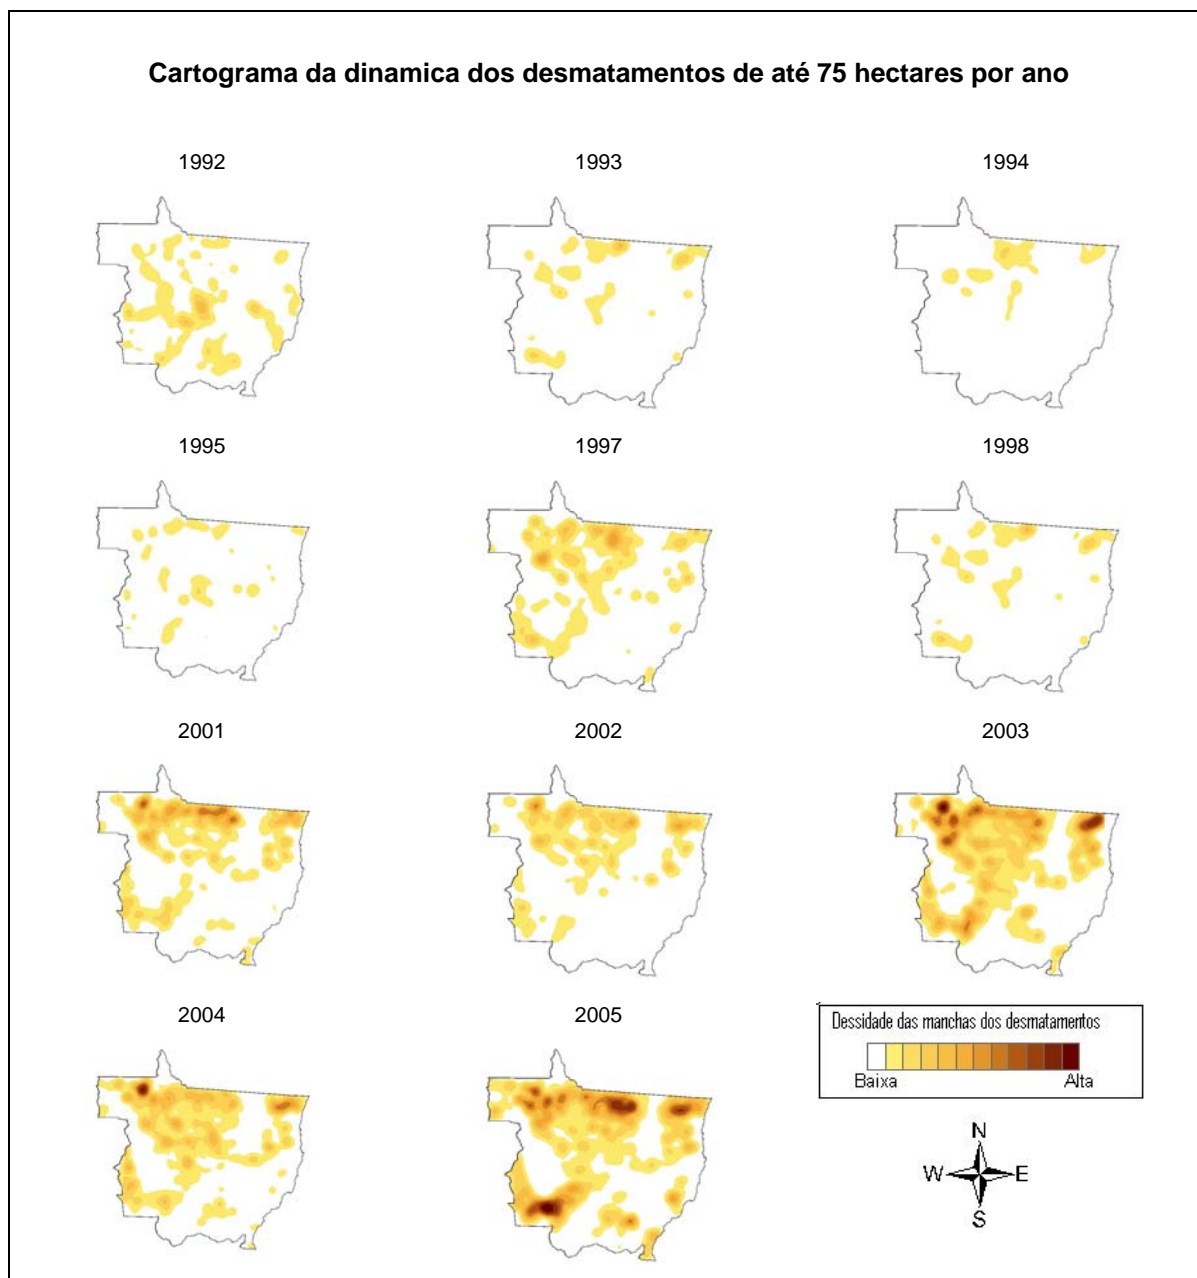 Cartograma da dinamica dos desmatamentos de até 75 hectares por ano
1992
1993
1994
1995
1997
1998
2001
2002
2003
2004
2005
Dessidade das manchas dos desmatamentos
Baixa
Alta
N
W
E
S